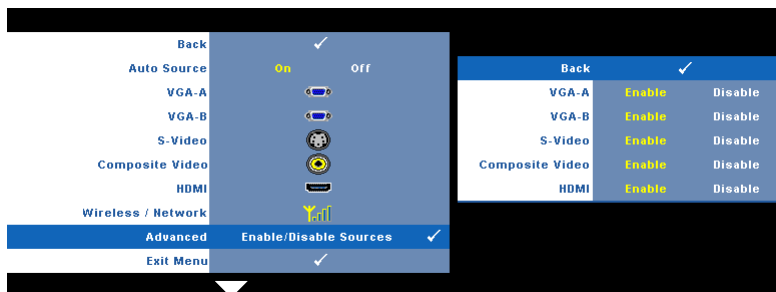 Back
Auto Source On Off
VGA-A
VGA-B
S-Video
Composite Video
HDMI
Wireless / Network
Advanced Enable/Disable Sources
Exit Menu
Back
VGA-A Enable Disable
VGA-B Enable Disable
S-Video Enable Disable
Composite Video Enable Disable
HDMI Enable Disable